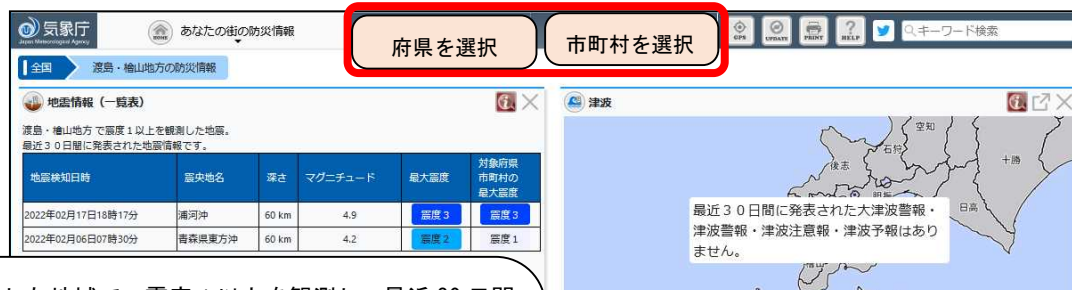 気象庁
Japan Meteorological Agency
HOME
あなたの街の防災情報
府県を選択
市町村を選択
GPS
UPDATE
PRINT
HELP
キーワード検索
全国
渡島・檜山地方の防災情報
地震情報（一覧表）
渡島・檜山地方で震度１以上を観測した地震。
最近３０日間に発表された地震情報です。
地震検知日時 震央地名 深さ マグニチュード 最大震度 対象府県
市町村の
最大震度
2022年02月17日18時17分 浦河沖 60 km 4.9 震度３ 震度３
2022年02月06日07時30分 青森県東方沖 60 km 4.2 震度２ 震度１
津波
空知
石狩
後志
十勝
日高
最近３０日間に発表された大津波警報・
津波警報・津波注意報・津波予報はあり
ません。
檜山